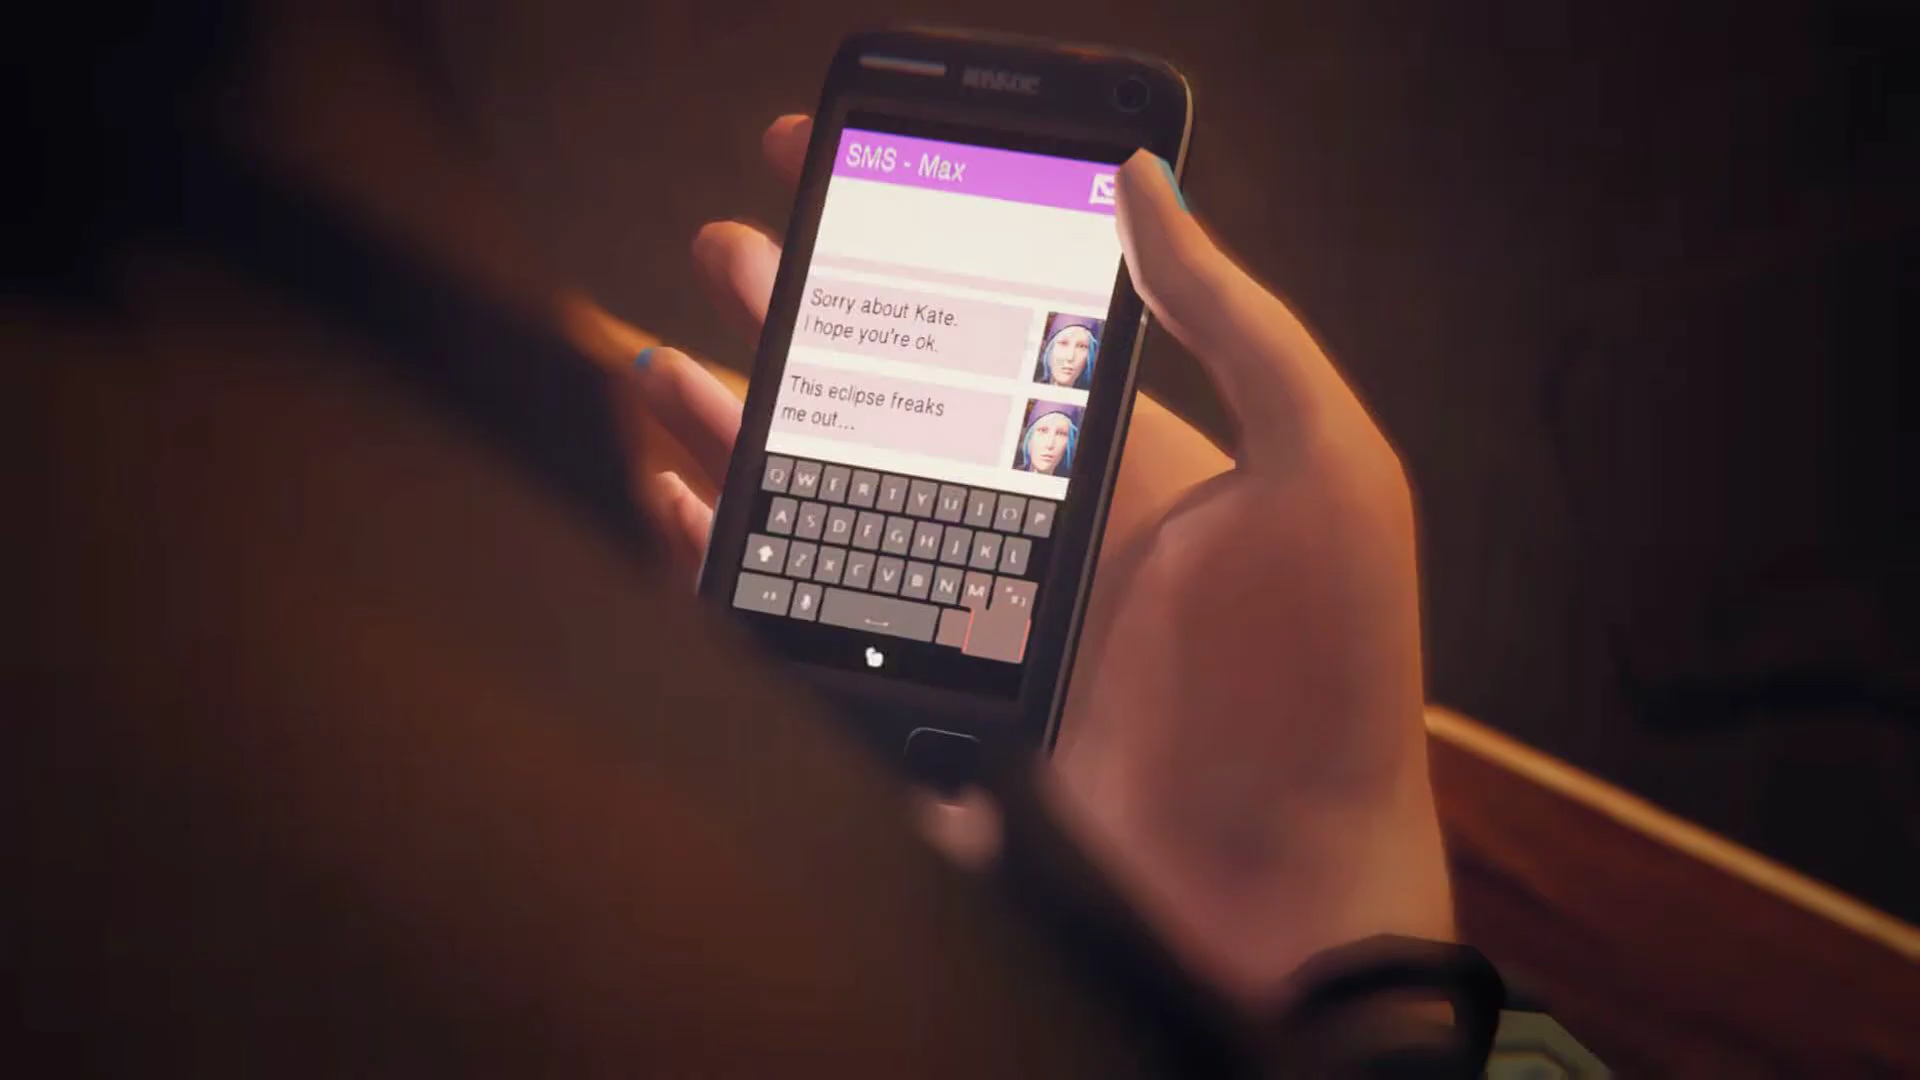 SMS - Max
Sorry about Kate.
I hope you're ok.
This eclipse freaks
me out...
Q W E R T Y U I O P
A S D F G H J K L
Z X C V B N M